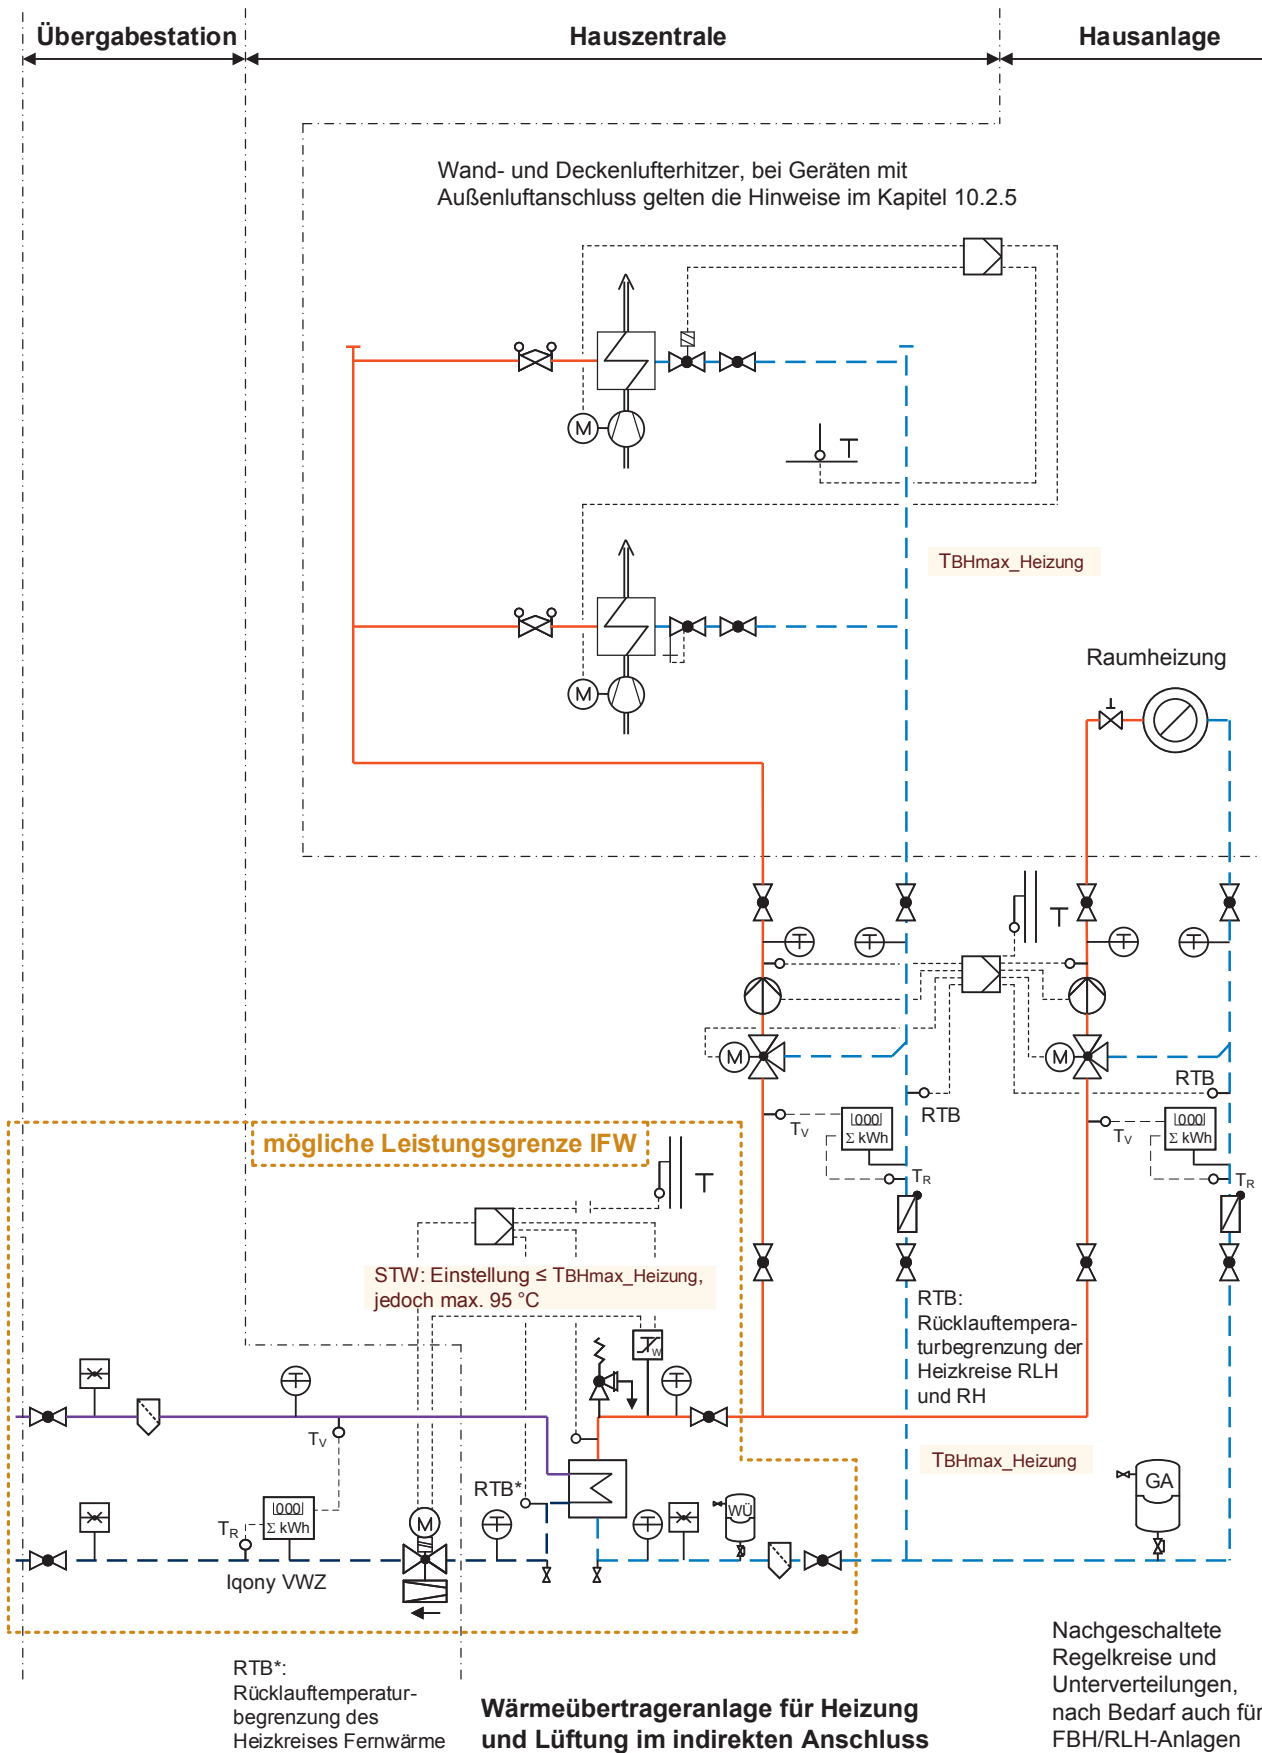 Übergabestation
Hauszentrale
Hausanlage
Wand- und Deckenlufterhitzer, bei Geräten mit
Außenluftanschluss gelten die Hinweise im Kapitel 10.2.5
M
T
TBHmax_Heizung
M
Raumheizung
T
T
T
T
T
M
M
RTB
RTB
TV
000
Σ kWh
TR
TV
000
Σ kWh
TR
mögliche Leistungsgrenze IFW
T
STW: Einstellung ≤ TBHmax_Heizung,
jedoch max. 95 °C
RTB:
Rücklauftempera-
turbegrenzung der
Heizkreise RLH
und RH
W
T
T
TV
TBHmax_Heizung
RTB*
GA
WÜ
000
Σ kWh
TR
M
T
T
Iqony VWZ
RTB*:
Rücklauftemperatur-
begrenzung des
Heizkreises Fernwärme
Wärmeübertrageranlage für Heizung
und Lüftung im indirekten Anschluss
Nachgeschaltete
Regelkreise und
Unterverteilungen,
nach Bedarf auch für
FBH/RLH-Anlagen